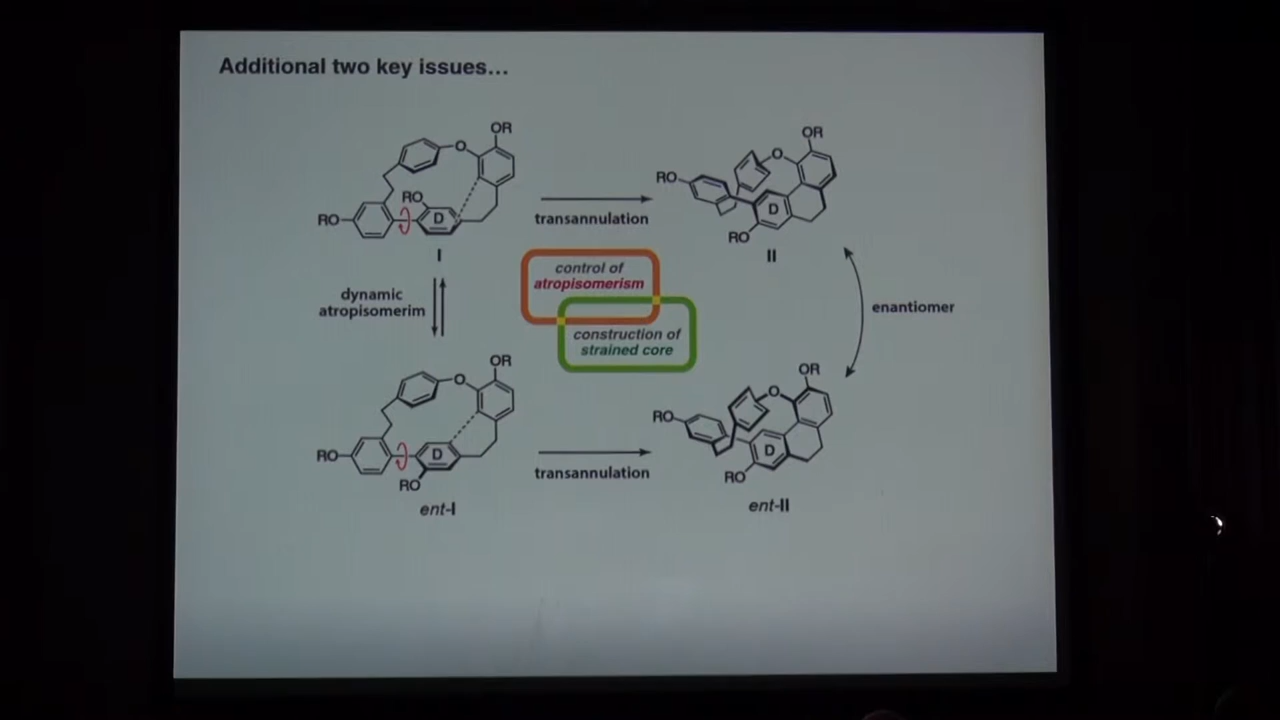 Additional two key issues...
OR
O
RO
RO
D
I
transannulation
OR
O
RO
D
RO
II
control of
atropisomerism
construction of
strained core
dynamic
atropisomerim
enantiomer
OR
O
RO
D
RO
ent-I
transannulation
OR
O
RO
D
RO
ent-II